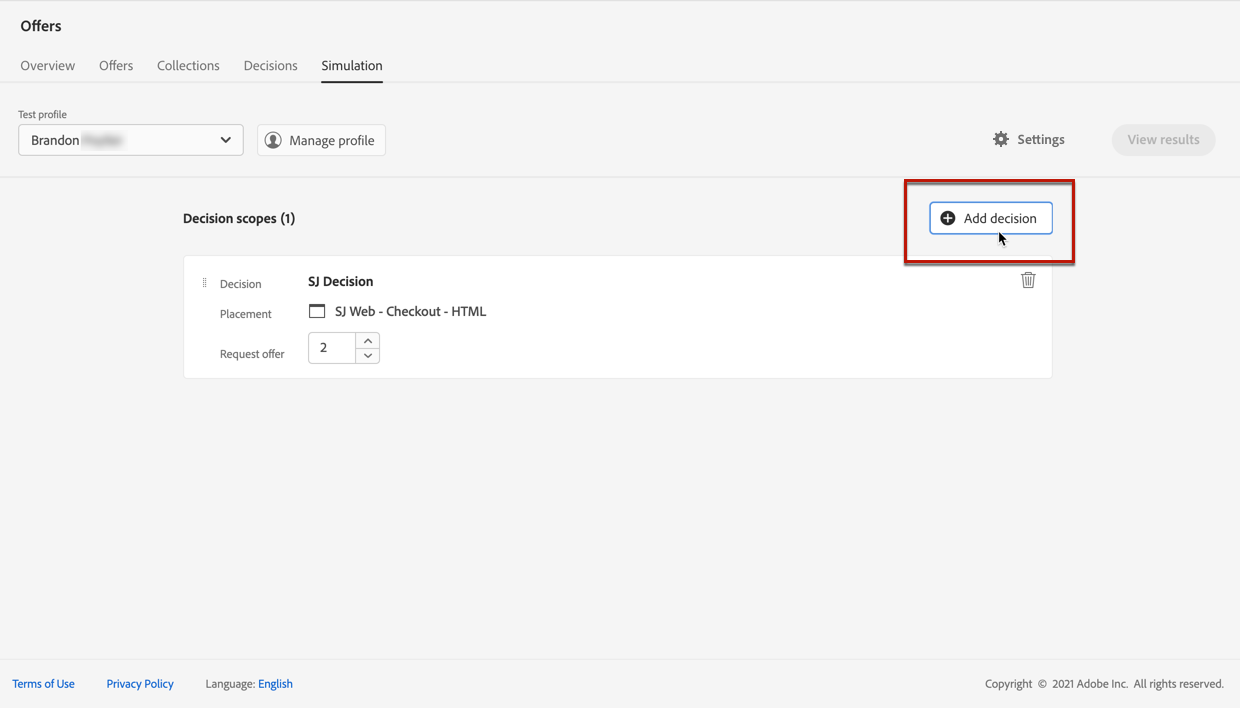 Offers
Overview Offers Collections Decisions Simulation
Test profile
Brandon
Manage profile
Settings
View results
Decision scopes (1)
Add decision
Decision SJ Decision
Placement SJ Web - Checkout - HTML
Request offer 2
Terms of Use Privacy Policy Language: English Copyright © 2021 Adobe Inc. All rights reserved.